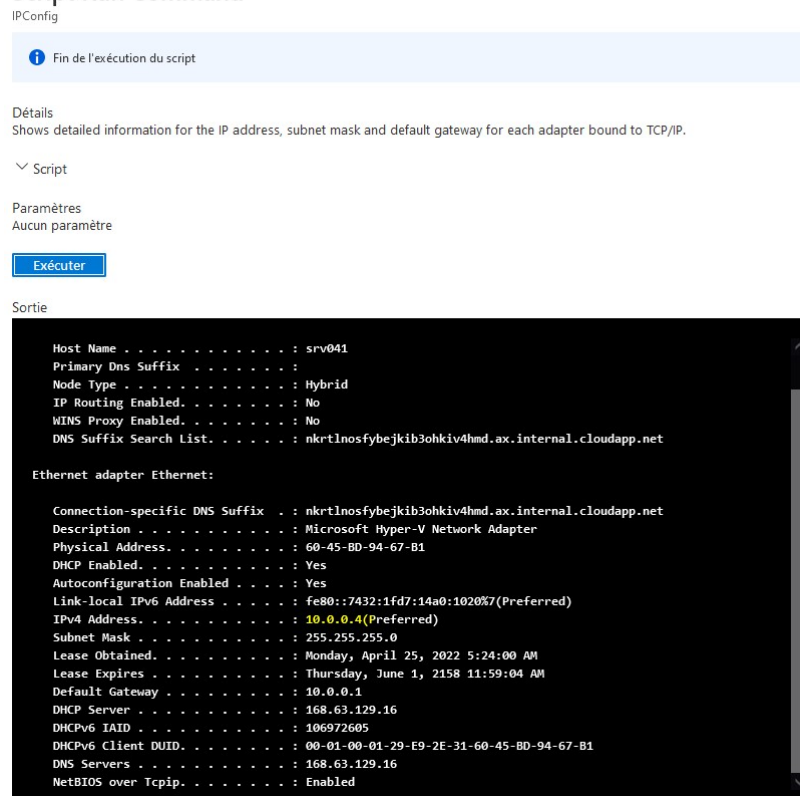 IPConfig
Fin de l'exécution du script
Détails
Shows detailed information for the IP address, subnet mask and default gateway for each adapter bound to TCP/IP.
Script
Paramètres
Aucun paramètre
Exécuter
Sortie
Host Name . . . . . . . . . . . . : srv041
Primary Dns Suffix . . . . . . . :
Node Type . . . . . . . . . . . . : Hybrid
IP Routing Enabled. . . . . . . . : No
WINS Proxy Enabled. . . . . . . . : No
DNS Suffix Search List. . . . . . : nkrtlnosfybejkib3ohkiv4hmd.ax.internal.cloudapp.net
Ethernet adapter Ethernet:
Connection-specific DNS Suffix . : nkrtlnosfybejkib3ohkiv4hmd.ax.internal.cloudapp.net
Description . . . . . . . . . . . : Microsoft Hyper-V Network Adapter
Physical Address. . . . . . . . . : 60-45-BD-94-67-B1
DHCP Enabled. . . . . . . . . . . : Yes
Autoconfiguration Enabled . . . . : Yes
Link-local IPv6 Address . . . . . : fe80::7432:1fd7:14a0:1020%7(Preferred)
IPv4 Address. . . . . . . . . . . : 10.0.0.4(Preferred)
Subnet Mask . . . . . . . . . . . : 255.255.255.0
Lease Obtained. . . . . . . . . . : Monday, April 25, 2022 5:24:00 AM
Lease Expires . . . . . . . . . . : Thursday, June 1, 2158 11:59:04 AM
Default Gateway . . . . . . . . . : 10.0.0.1
DHCP Server . . . . . . . . . . . : 168.63.129.16
DHCPv6 IAID . . . . . . . . . . . : 106972605
DHCPv6 Client DUID. . . . . . . . : 00-01-00-01-29-E9-2E-31-60-45-BD-94-67-B1
DNS Servers . . . . . . . . . . . : 168.63.129.16
NetBIOS over Tcpip. . . . . . . . : Enabled